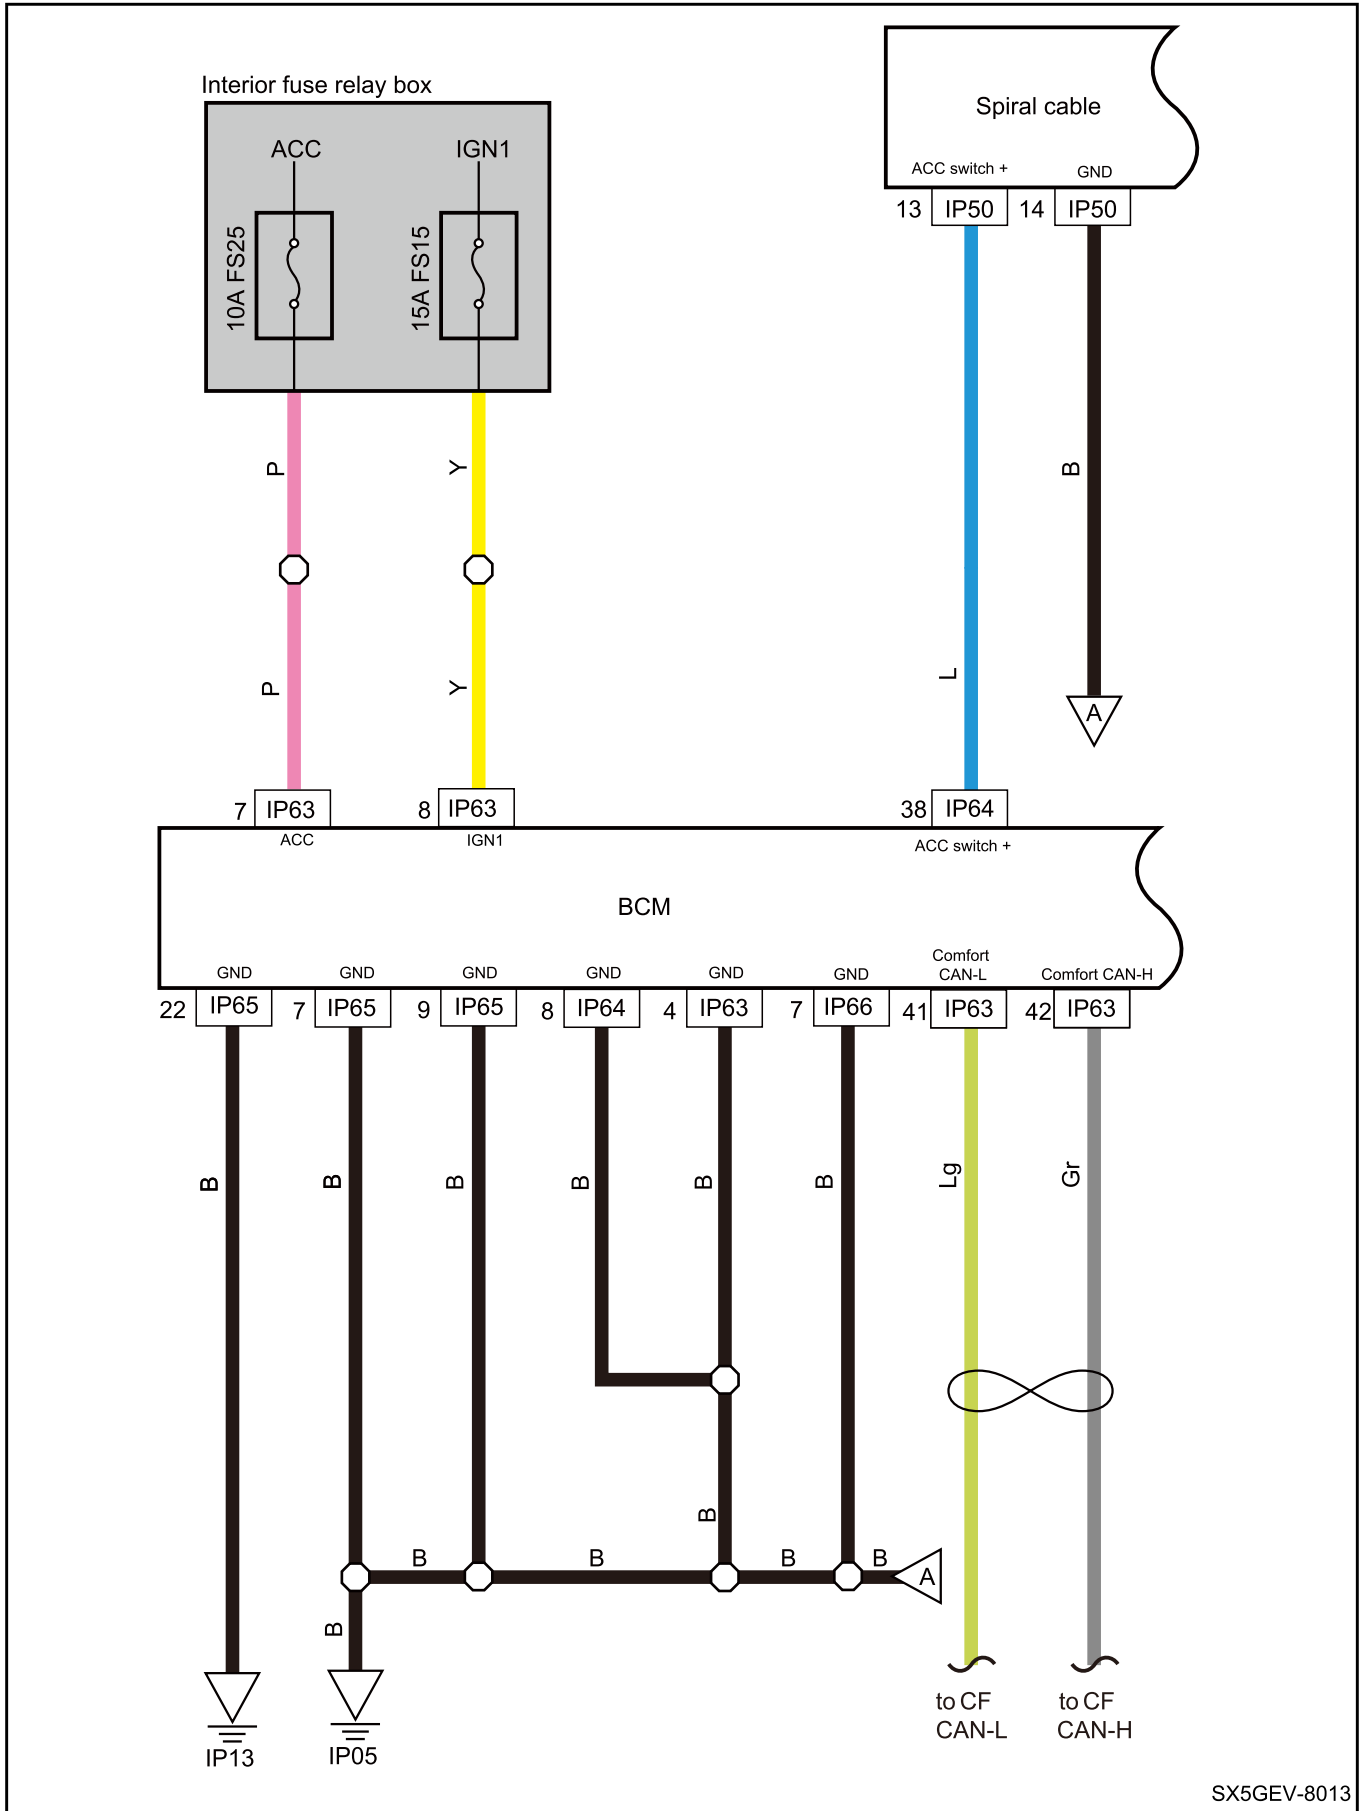 Interior fuse relay box
ACC
IGN1
10A FS25
15A FS15
Spiral cable
ACC switch +
GND
13
IP50
14
IP50
P
Y
B
P
Y
L
A
7
IP63
8
IP63
38
IP64
ACC
IGN1
ACC switch +
BCM
GND
GND
GND
GND
GND
GND
Comfort
CAN-L
Comfort CAN-H
22
IP65
7
IP65
9
IP65
8
IP64
4
IP63
7
IP66
41
IP63
42
IP63
B
B
B
B
B
B
Lg
Gr
B
B
B
B
B
A
B
IP13
IP05
to CF
CAN-L
to CF
CAN-H
SX5GEV-8013